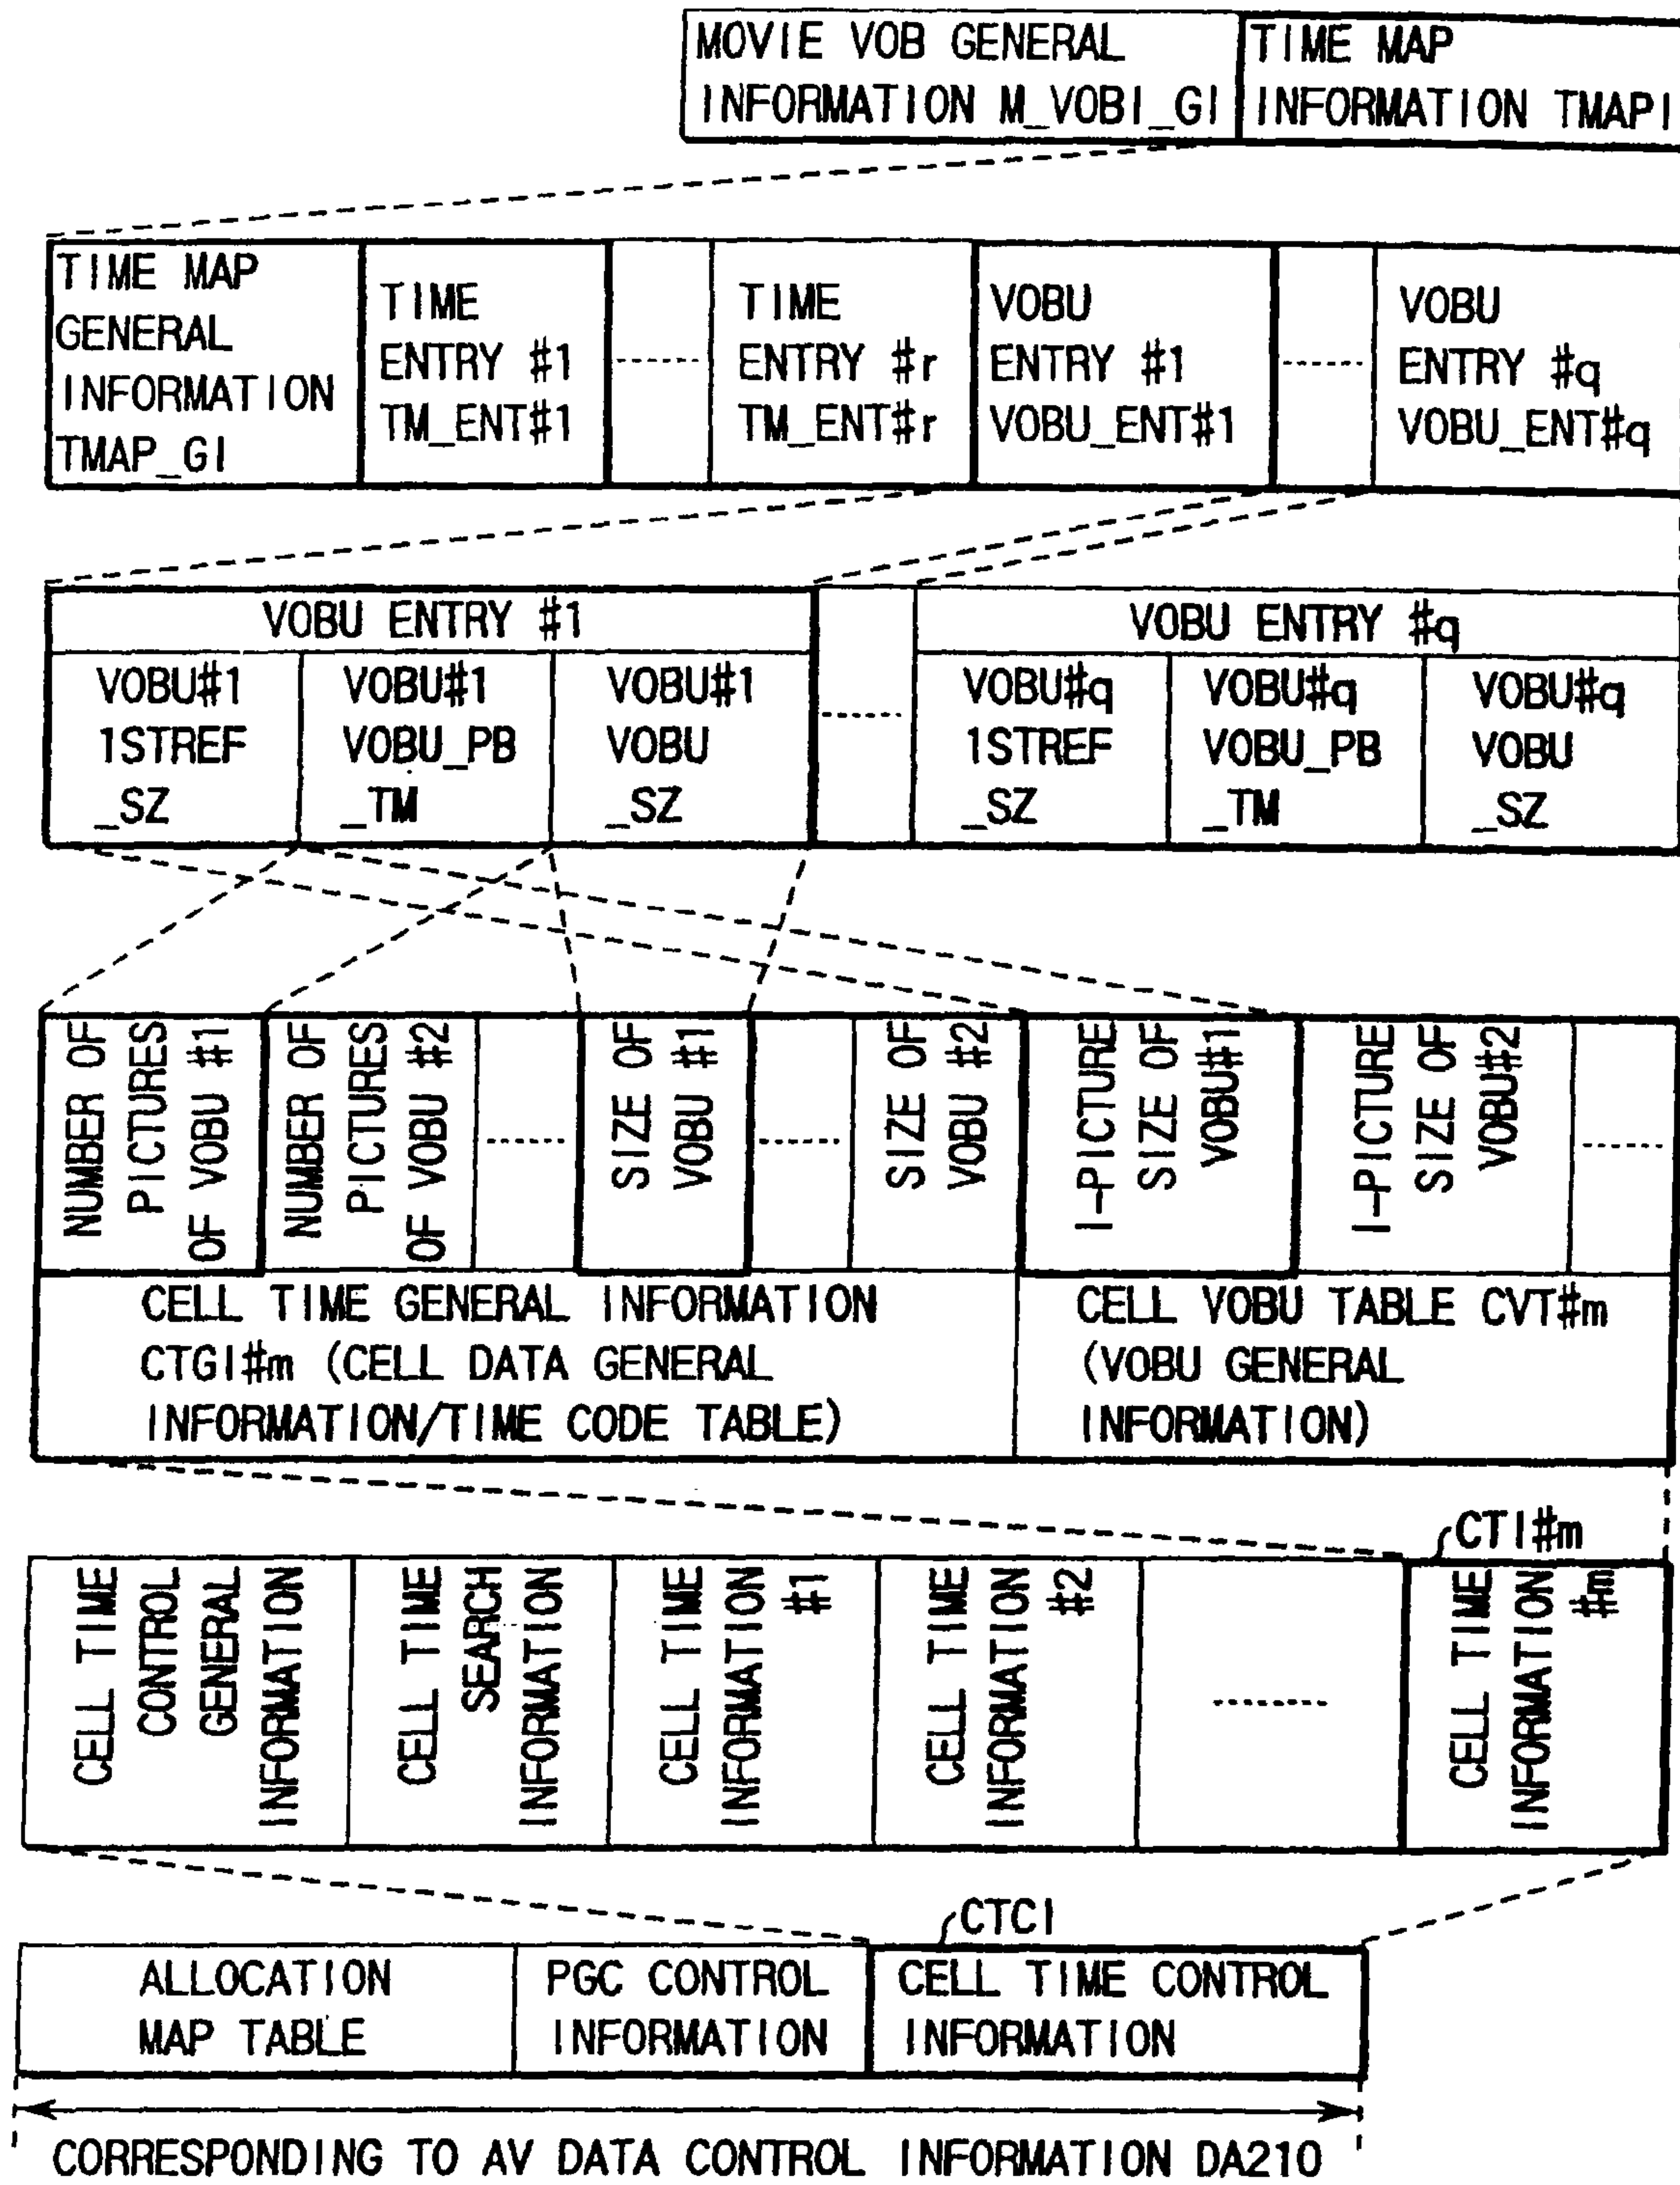 MOVIE VOB GENERAL
INFORMATION M_VOBI_GI
TIME MAP
INFORMATION TMAPI
TIME MAP
GENERAL
INFORMATION
TMAP_GI
TIME
ENTRY #1
TM_ENT#1
TIME
ENTRY #r
TM_ENT#r
VOBU
ENTRY #1
VOBU_ENT#1
VOBU
ENTRY #q
VOBU_ENT#q
VOBU ENTRY #1
VOBU ENTRY #q
VOBU#1
1STREF
_SZ
VOBU#1
VOBU_PB
_TM
VOBU#1
VOBU
_SZ
VOBU#q
1STREF
_SZ
VOBU#q
VOBU_PB
_TM
VOBU#q
VOBU
_SZ
NUMBER OF
PICTURES
OF VOBU #1
NUMBER OF
PICTURES
OF VOBU #2
SIZE OF
VOBU #1
SIZE OF
VOBU #2
I-PICTURE
SIZE OF
VOBU#1
I-PICTURE
SIZE OF
VOBU#2
CELL TIME GENERAL INFORMATION
CTGI#m (CELL DATA GENERAL
INFORMATION/TIME CODE TABLE)
CELL VOBU TABLE CVT#m
(VOBU GENERAL
INFORMATION)
CTI#m
CELL TIME
CONTROL
GENERAL
INFORMATION
CELL TIME
SEARCH
INFORMATION
CELL TIME
INFORMATION
#1
CELL TIME
INFORMATION
#2
CELL TIME
INFORMATION
#m
CTCI
ALLOCATION
MAP TABLE
PGC CONTROL
INFORMATION
CELL TIME CONTROL
INFORMATION
CORRESPONDING TO AV DATA CONTROL INFORMATION DA210